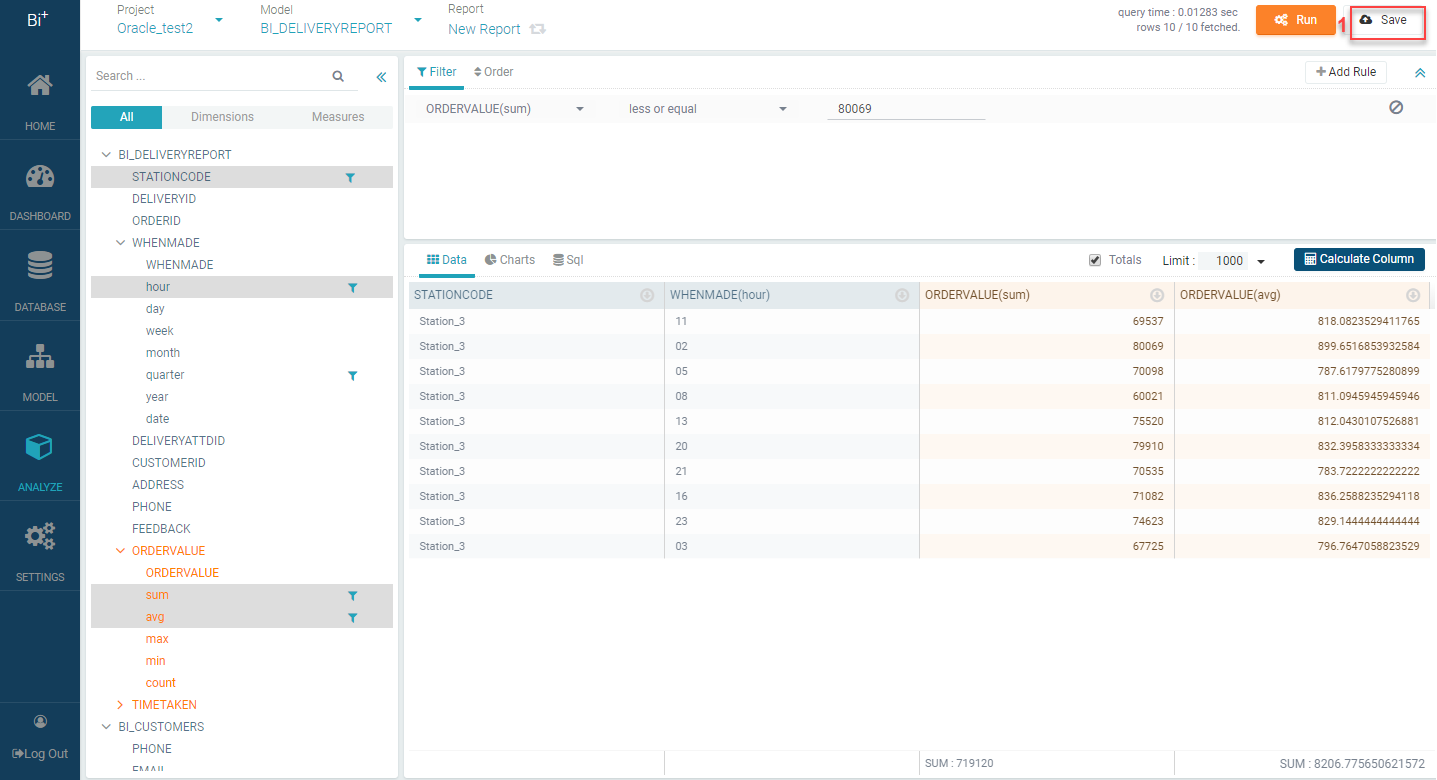 Bi+
HOME
DASHBOARD
DATABASE
MODEL
ANALYZE
SETTINGS
Log Out
Project
Oracle_test2
Model
BI_DELIVERYREPORT
Report
New Report
query time : 0.01283 sec
rows 10 / 10 fetched.
Run
1
Save
Search ...
All Dimensions Measures
BI_DELIVERYREPORT
STATIONCODE
DELIVERYID
ORDERID
WHENMADE
WHENMADE
hour
day
week
month
quarter
year
date
DELIVERYATTDID
CUSTOMERID
ADDRESS
PHONE
FEEDBACK
ORDERVALUE
ORDERVALUE
sum
avg
max
min
count
TIMETAKEN
BI_CUSTOMERS
PHONE
EMAIL
Filter Order
Add Rule
ORDERVALUE(sum) less or equal 80069
Data Charts Sql
Totals Limit : 1000 Calculate Column
STATIONCODE WHENMADE(hour) ORDERVALUE(sum) ORDERVALUE(avg)
Station_3 11 69537 818.0823529411765
Station_3 02 80069 899.6516853932584
Station_3 05 70098 787.6179775280899
Station_3 08 60021 811.0945945945946
Station_3 13 75520 812.0430107526881
Station_3 20 79910 832.3958333333334
Station_3 21 70535 783.7222222222222
Station_3 16 71082 836.2588235294118
Station_3 23 74623 829.1444444444444
Station_3 03 67725 796.7647058823529
SUM : 719120 SUM : 8206.775650621572